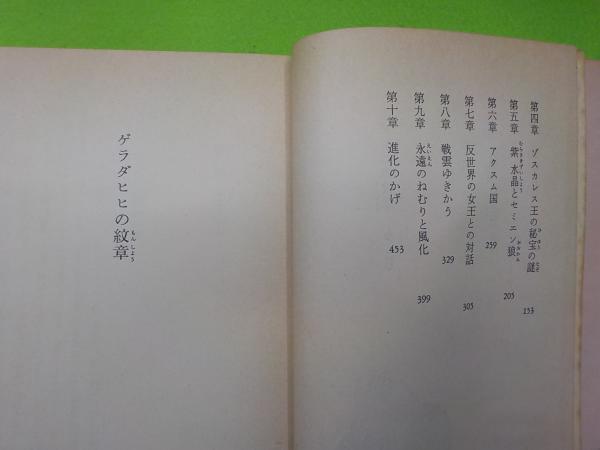 第四章 ゾスカレス王の秘宝の謎 153
第五章 紫水晶とセミエン狼 205
第六章 アクスム国 259
第七章 反世界の女王との対話 305
第八章 戦雲ゆきかう 329
第九章 永遠のねむりと風化 399
第十章 進化のかげ 453
ゲラダヒヒの紋章